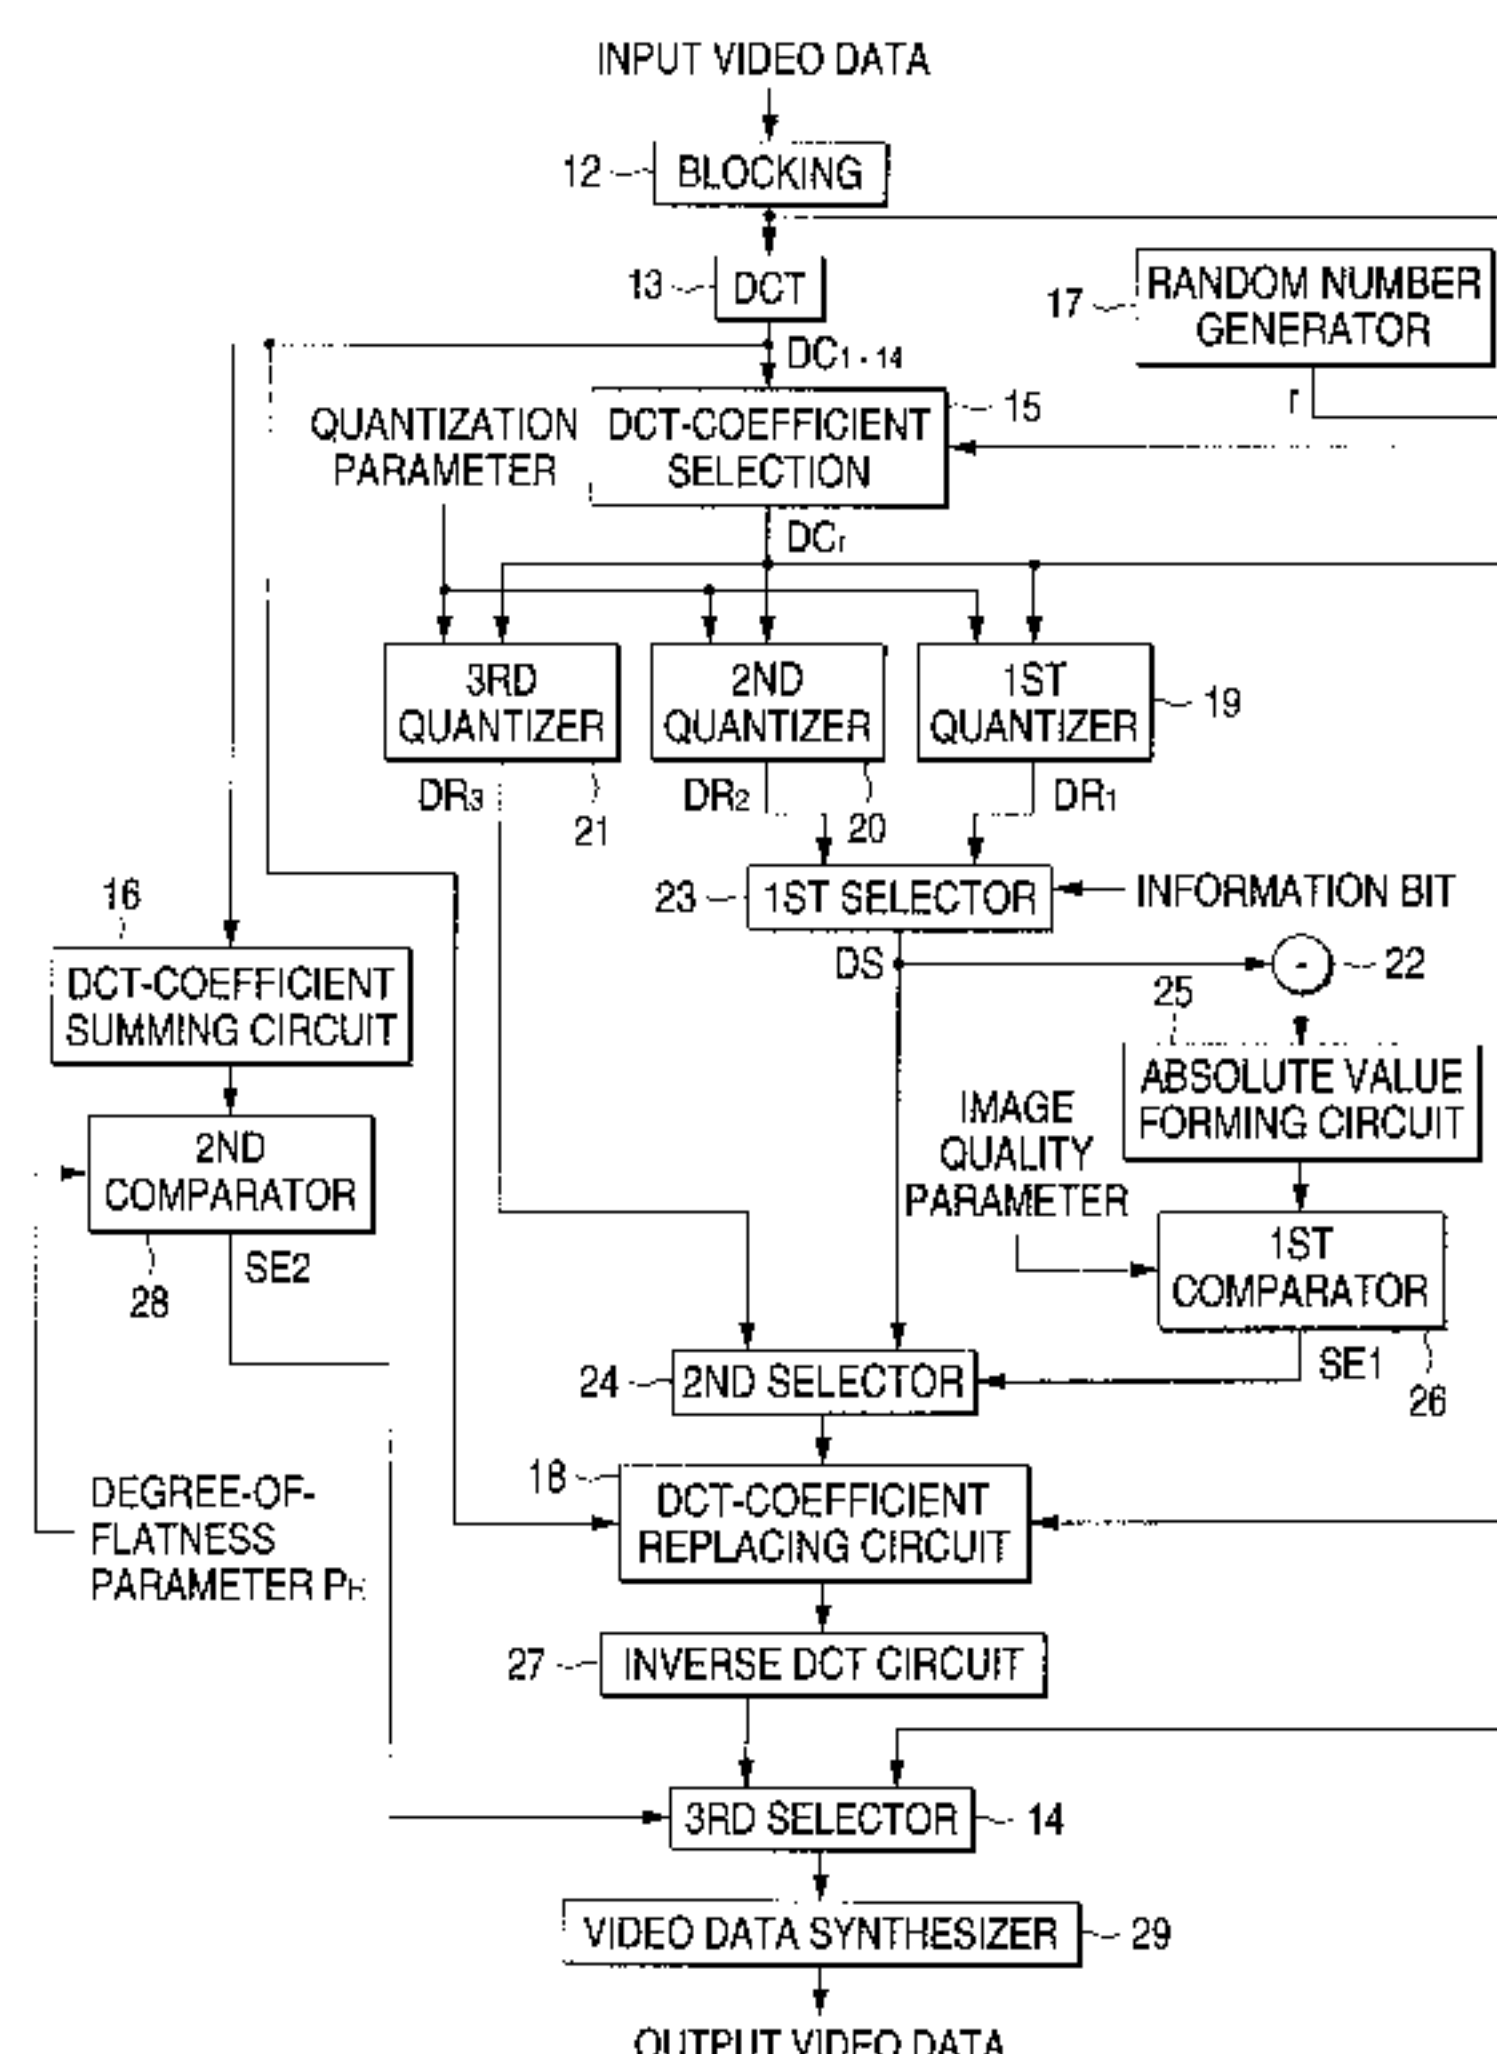 INPUT VIDEO DATA
12
BLOCKING
13
DCT
17
RANDOM NUMBER
GENERATOR
DC1 - 14
r
15
QUANTIZATION
PARAMETER
DCT-COEFFICIENT
SELECTION
DCr
3RD
QUANTIZER
2ND
QUANTIZER
1ST
QUANTIZER
19
DR3
21
DR2
20
DR1
23
1ST SELECTOR
INFORMATION BIT
16
DS
-
22
DCT-COEFFICIENT
SUMMING CIRCUIT
25
ABSOLUTE VALUE
FORMING CIRCUIT
IMAGE
QUALITY
PARAMETER
2ND
COMPARATOR
28
SE2
1ST
COMPARATOR
SE1
26
24
2ND SELECTOR
18
DCT-COEFFICIENT
REPLACING CIRCUIT
DEGREE-OF-
FLATNESS
PARAMETER PH
27
INVERSE DCT CIRCUIT
3RD SELECTOR
14
VIDEO DATA SYNTHESIZER
29
OUTPUT VIDEO DATA